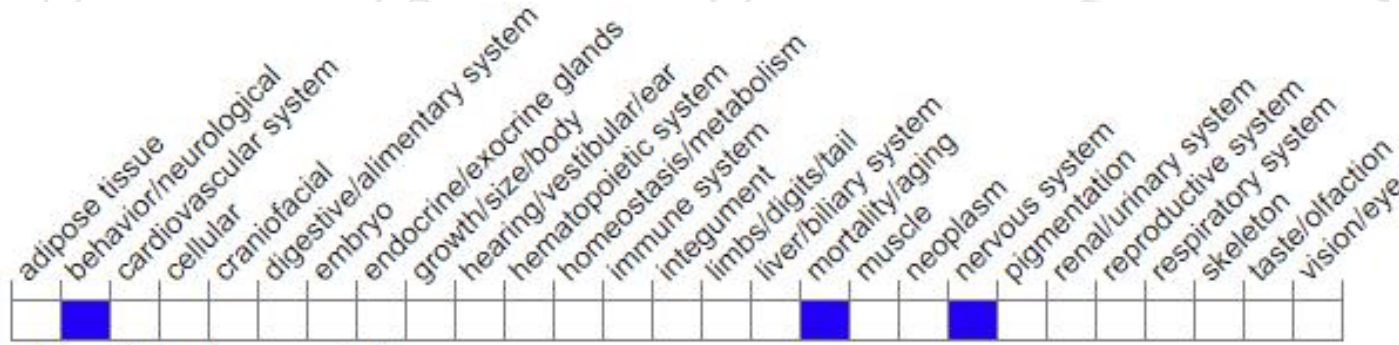 adipose tissue
behavior/neurological
cardiovascular system
cellular
craniofacial
digestive/alimentary system
embryo
endocrine/exocrine glands
growth/size/body
hearing/vestibular/ear
hematopoietic system
homeostasis/metabolism
immune system
integument
limbs/digits/tail
liver/biliary system
mortality/aging
muscle
neoplasm
nervous system
pigmentation
renal/urinary system
reproductive system
respiratory system
skeleton
taste/olfaction
vision/eye